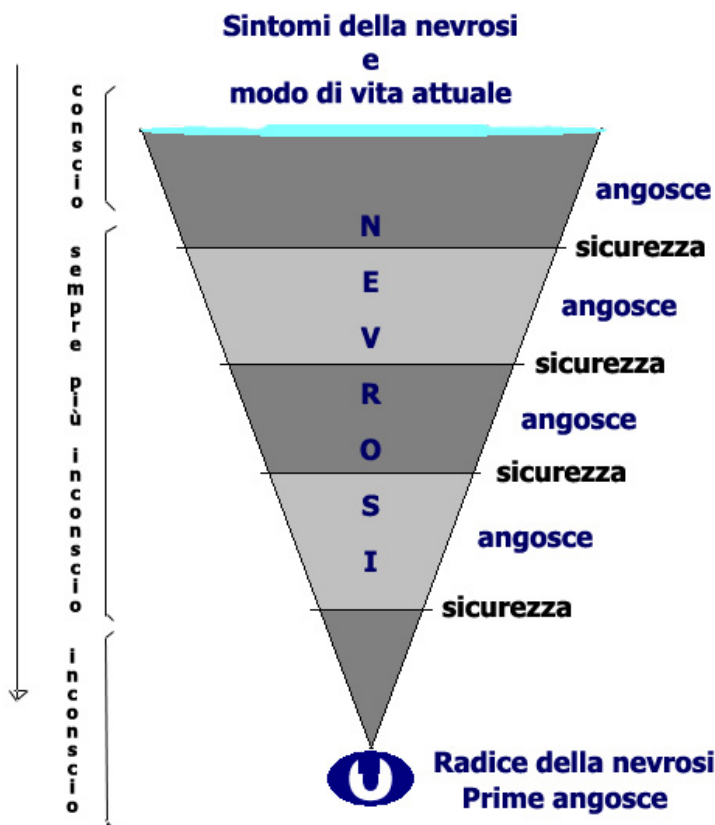 Sintomi della nevrosi
e
modo di vita attuale
conscio
angosce
sicurezza
angosce
sicurezza
angosce
sicurezza
angosce
sicurezza
NEVROSI
sempre più inconscio
inconscio
Radice della nevrosi
Prime angosce